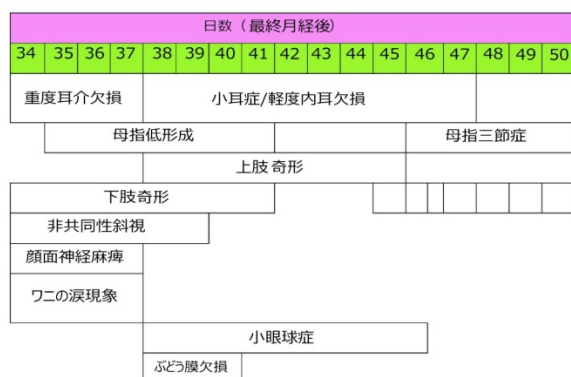 日数（最終月経後）
34 35 36 37 38 39 40 41 42 43 44 45 46 47 48 49 50
重度耳介欠損 小耳症/軽度内耳欠損
母指低形成 母指三節症
上肢奇形
下肢奇形
非共同性斜視
顔面神経麻痺
ワニの涙現象
小眼球症
ぶどう膜欠損